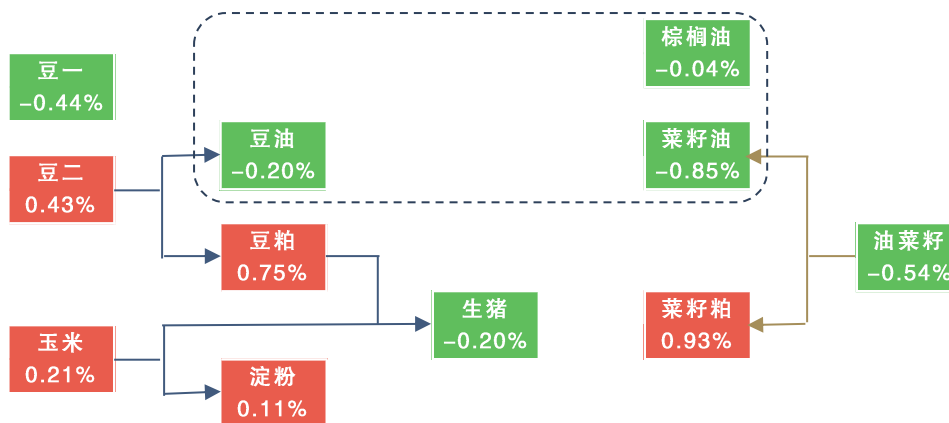 棕榈油
-0.04%
豆一
-0.44%
豆油
-0.20%
菜籽油
-0.85%
豆二
0.43%
豆粕
0.75%
油菜籽
-0.54%
生猪
-0.20%
菜籽粕
0.93%
玉米
0.21%
淀粉
0.11%